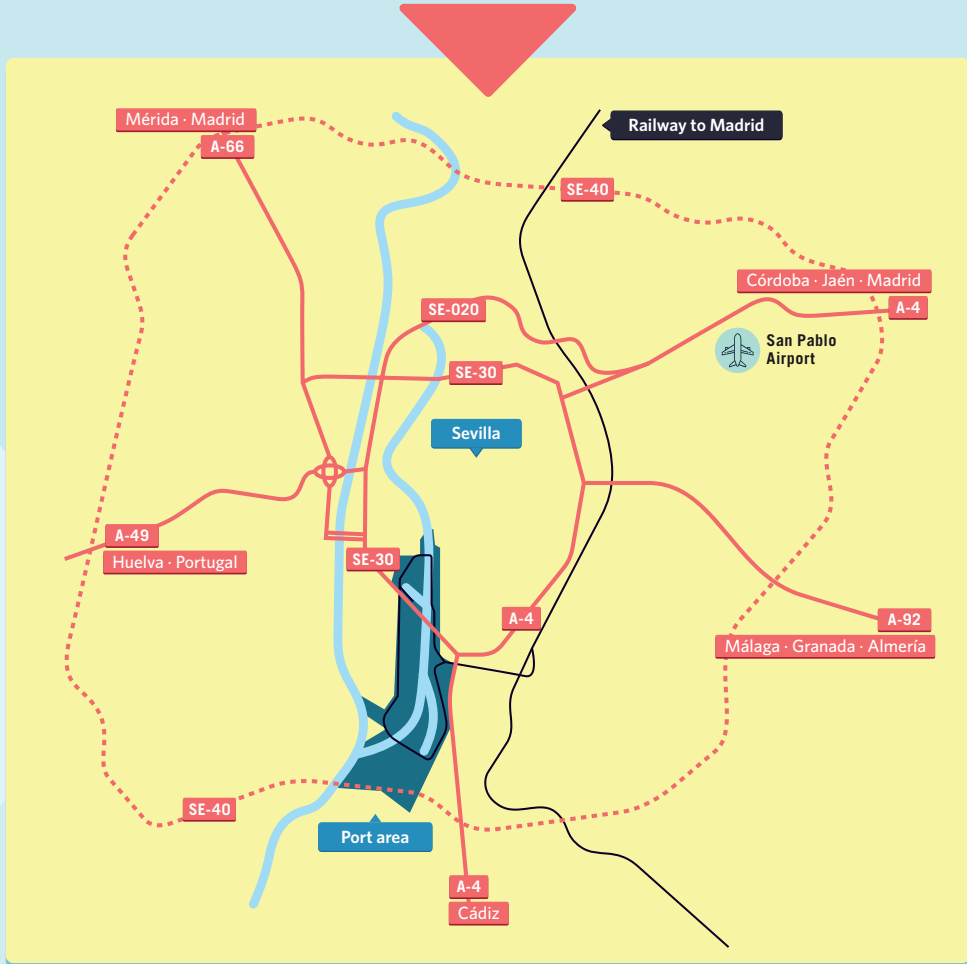 Mérida · Madrid
A-66
Railway to Madrid
SE-40
Córdoba · Jaén · Madrid
A-4
SE-020
San Pablo
Airport
SE-30
Sevilla
A-49
Huelva · Portugal
SE-30
A-4
A-92
Málaga · Granada · Almería
SE-40
Port area
A-4
Cádiz